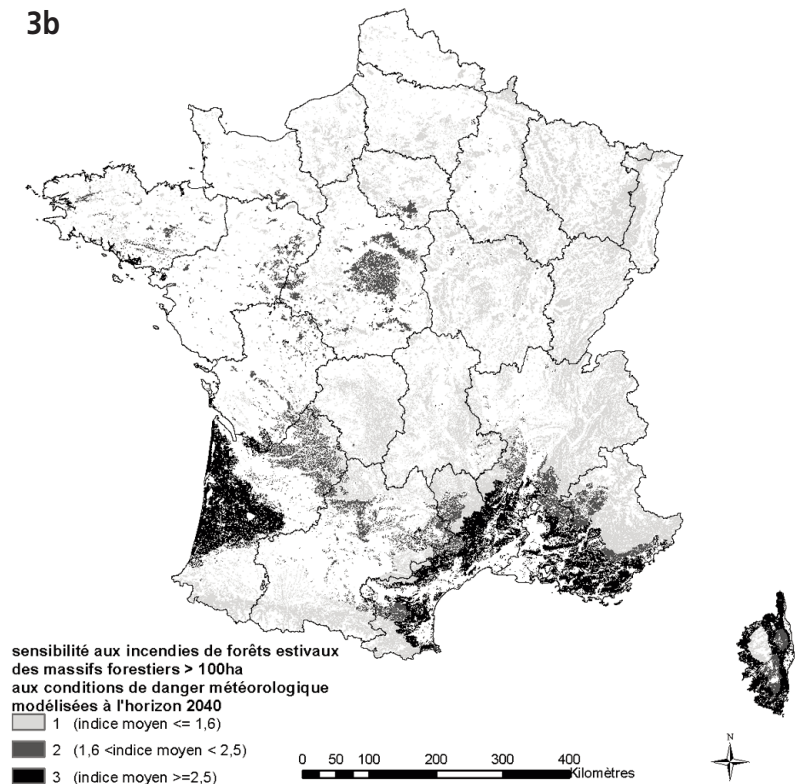 3b
sensibilité aux incendies de forêts estivaux
des massifs forestiers > 100ha
aux conditions de danger météorologique
modélisées à l'horizon 2040
1 (indice moyen <= 1,6)
2 (1,6 <indice moyen < 2,5)
3 (indice moyen >=2,5)
0 50 100 200 300 400
Kilomètres
N